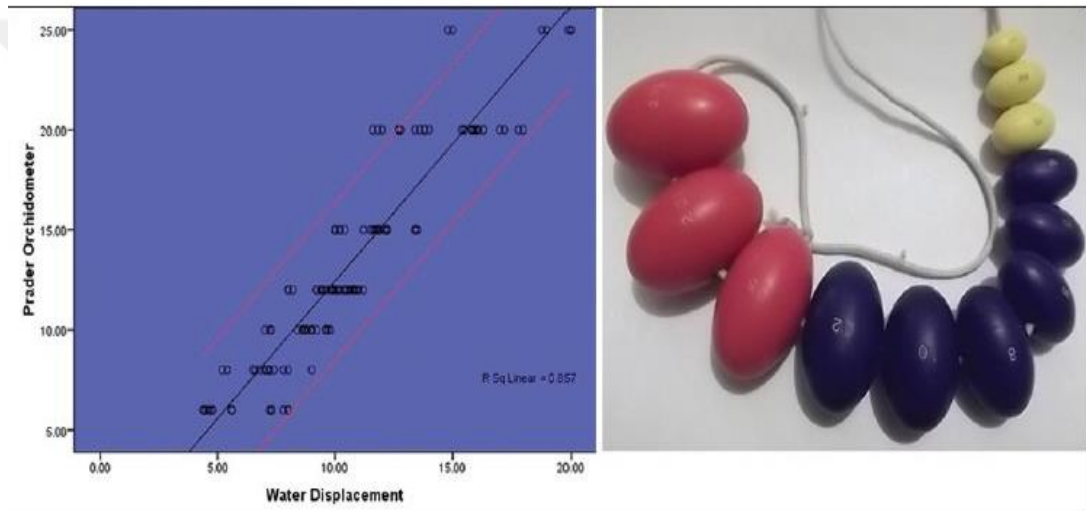 25.00
20.00
15.00
10.00
5.00
Prader Orchidometer
R Sq Linear = 0.857
0.00 5.00 10.00 15.00 20.00
Water Displacement